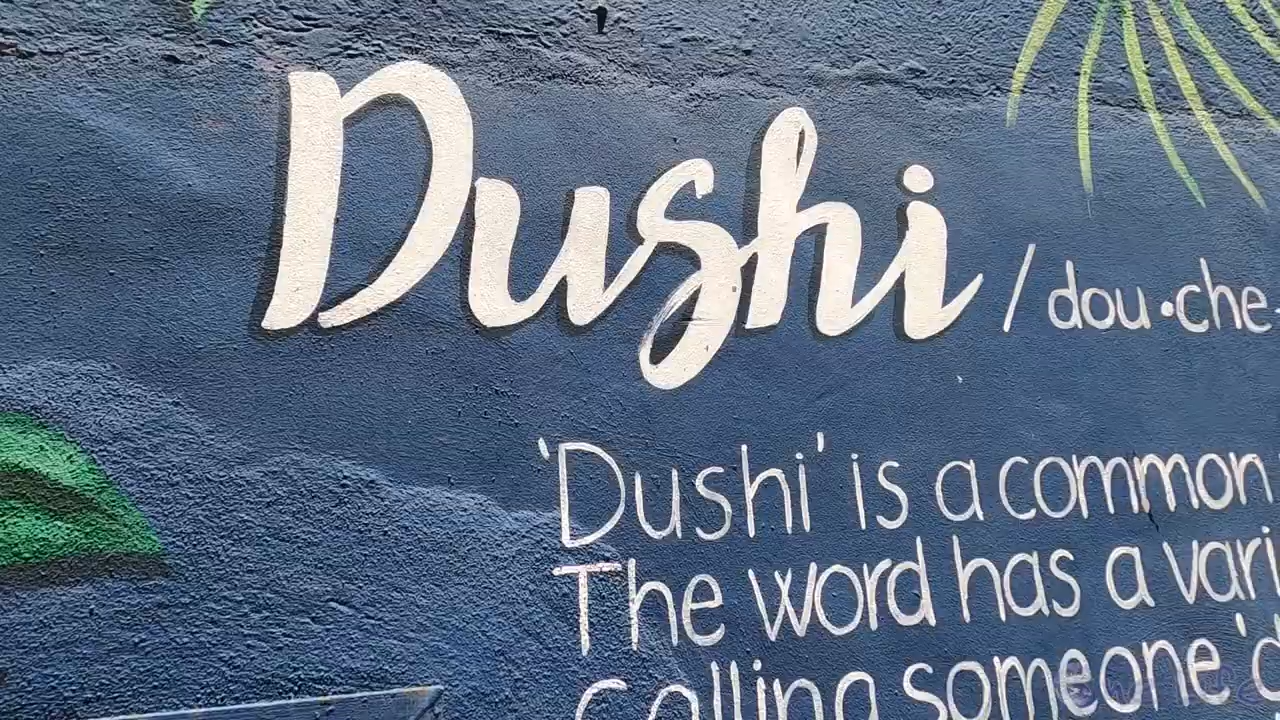 Dushi / dou•che-
'Dushi' is a common
The word has a vari
Calling someone 'd